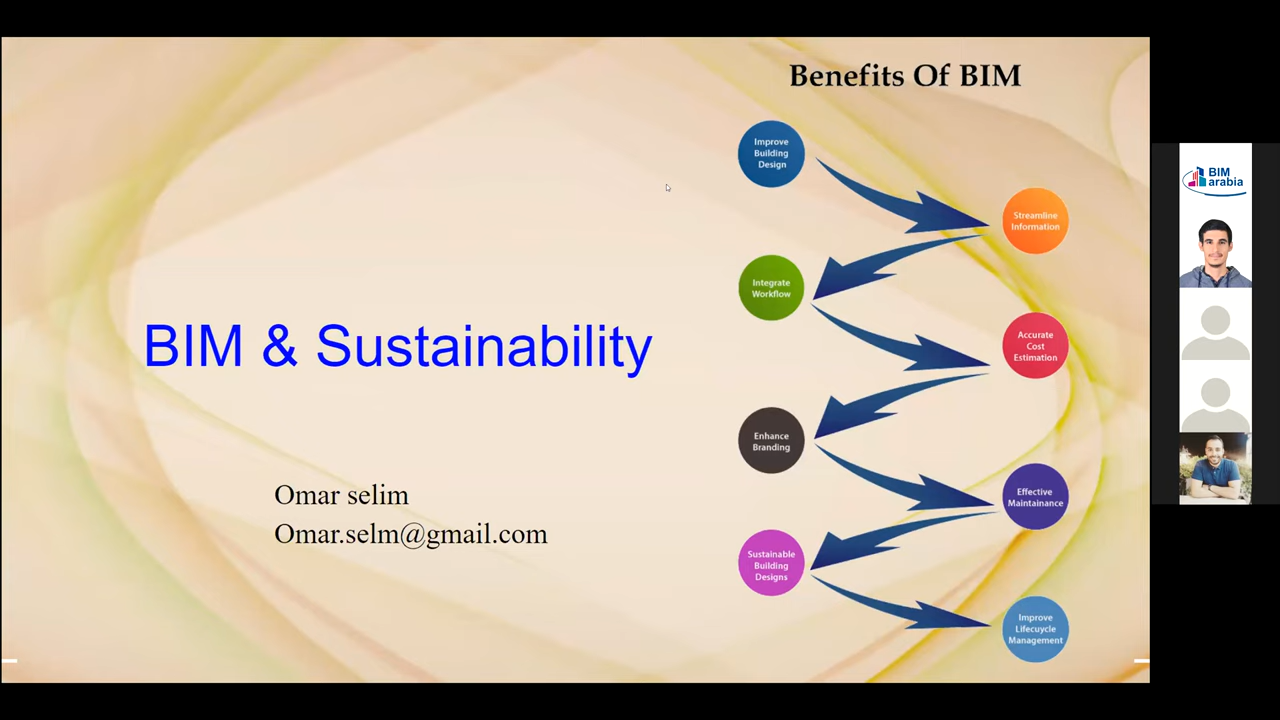 Benefits Of BIM
Improve
Building
Design
Streamline
Information
Integrate
Workflow
Accurate
Cost
Estimation
BIM & Sustainability
Enhance
Branding
Omar selim
Omar.selm@gmail.com
Effective
Maintainance
Sustainable
Building
Designs
Improve
Lifecuycle
Management
BIM
arabia